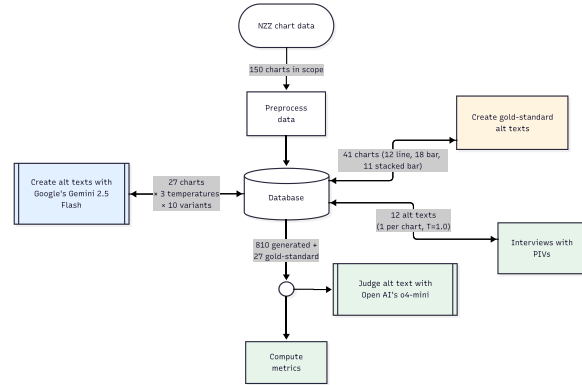 NZZ chart data
150 charts in scope
Preprocess
data
Create gold-standard
alt texts
41 charts (12 line, 18 bar,
11 stacked bar)
Create alt texts with
Google's Gemini 2.5
Flash
27 charts
× 3 temperatures
× 10 variants
Database
12 alt texts
(1 per chart, T=1.0)
Interviews with
PIVs
810 generated +
27 gold-standard
Judge alt text with
Open AI's o4-mini
Compute
metrics